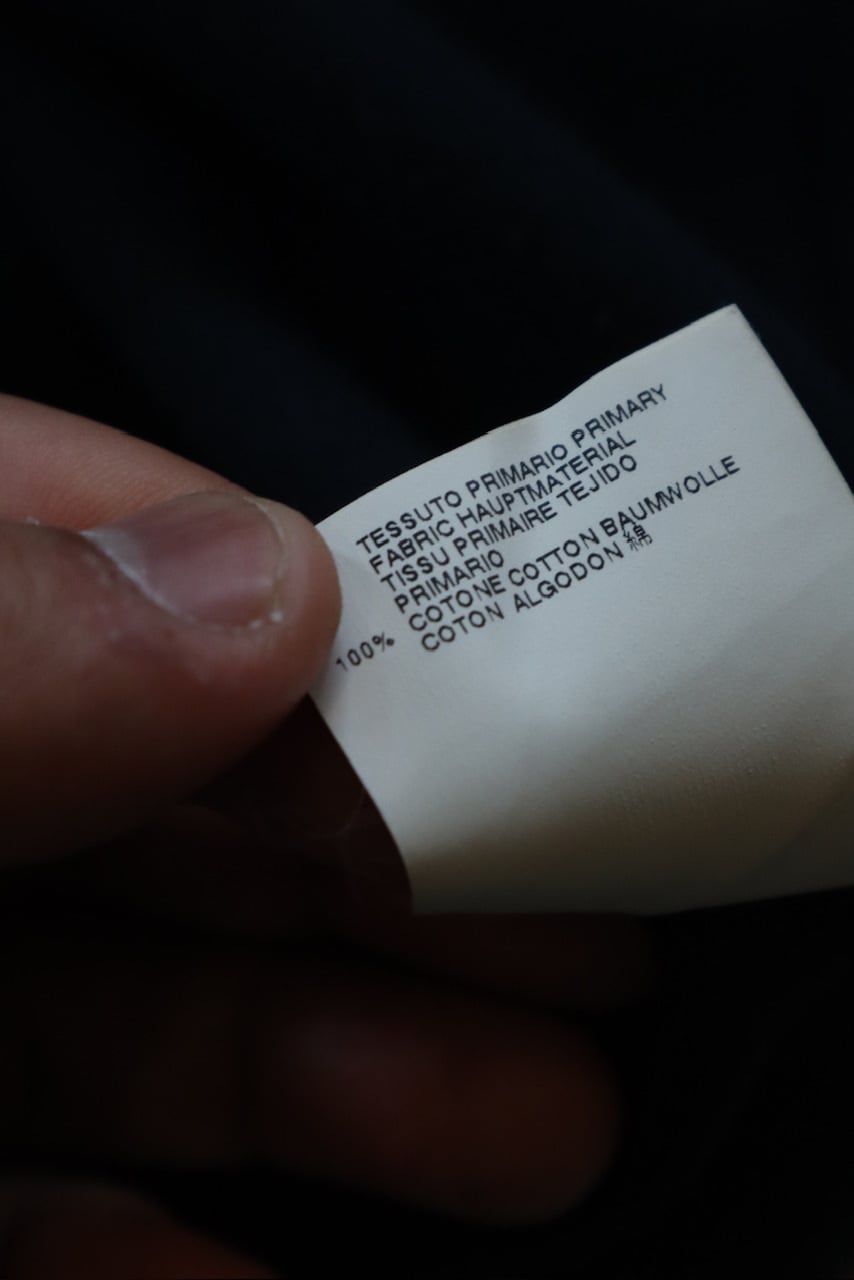 TESSUTO PRIMARIO PRIMARY
FABRIC HAUPTMATERIAL
TISSU PRIMAIRE TEJIDO
PRIMARIO
100% COTONE COTTON BAUMWOLLE
COTON ALGODON 綿